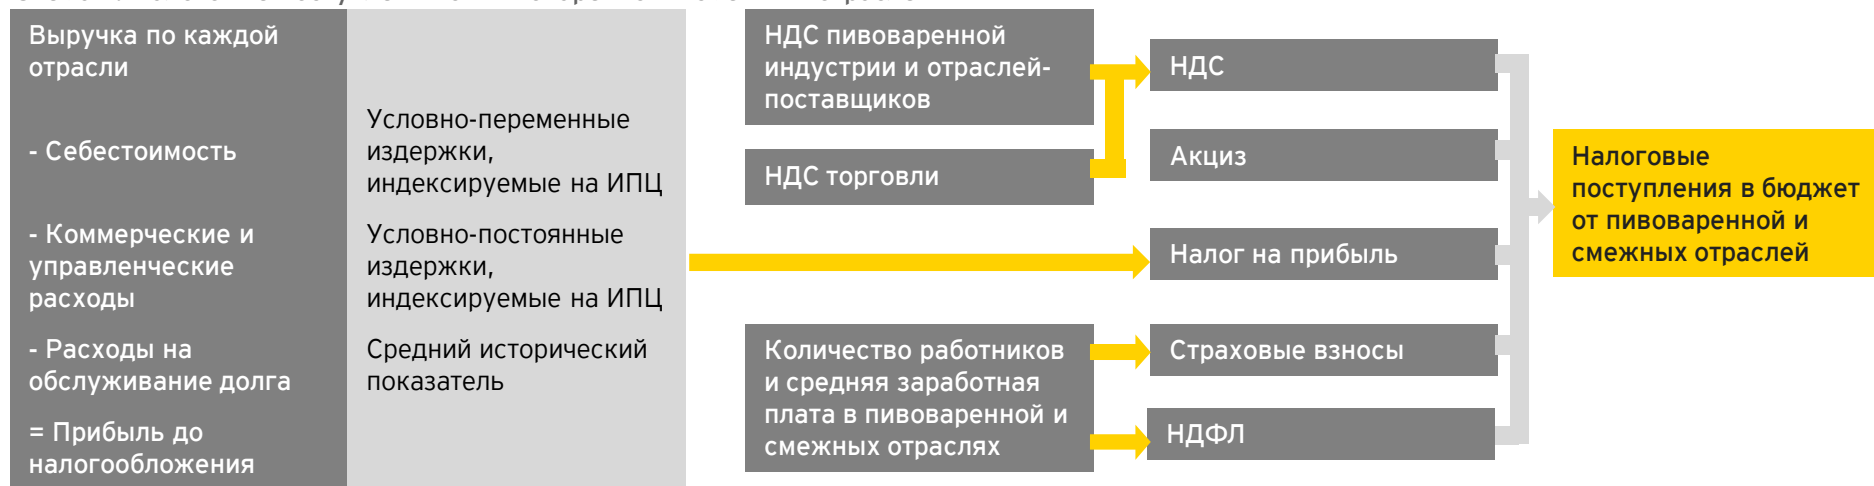 Выручка по каждой
отрасли
- Себестоимость
Условно-переменные
издержки,
индексируемые на ИПЦ
- Коммерческие и
управленческие
расходы
Условно-постоянные
издержки,
индексируемые на ИПЦ
- Расходы на
обслуживание долга
Средний исторический
показатель
= Прибыль до
налогообложения
НДС пивоваренной
индустрии и отраслей-
поставщиков
НДС торговли
Количество работников
и средняя заработная
плата в пивоваренной и
смежных отраслях
НДС
Акциз
Налог на прибыль
Страховые взносы
НДФЛ
Налоговые
поступления в бюджет
от пивоваренной и
смежных отраслей